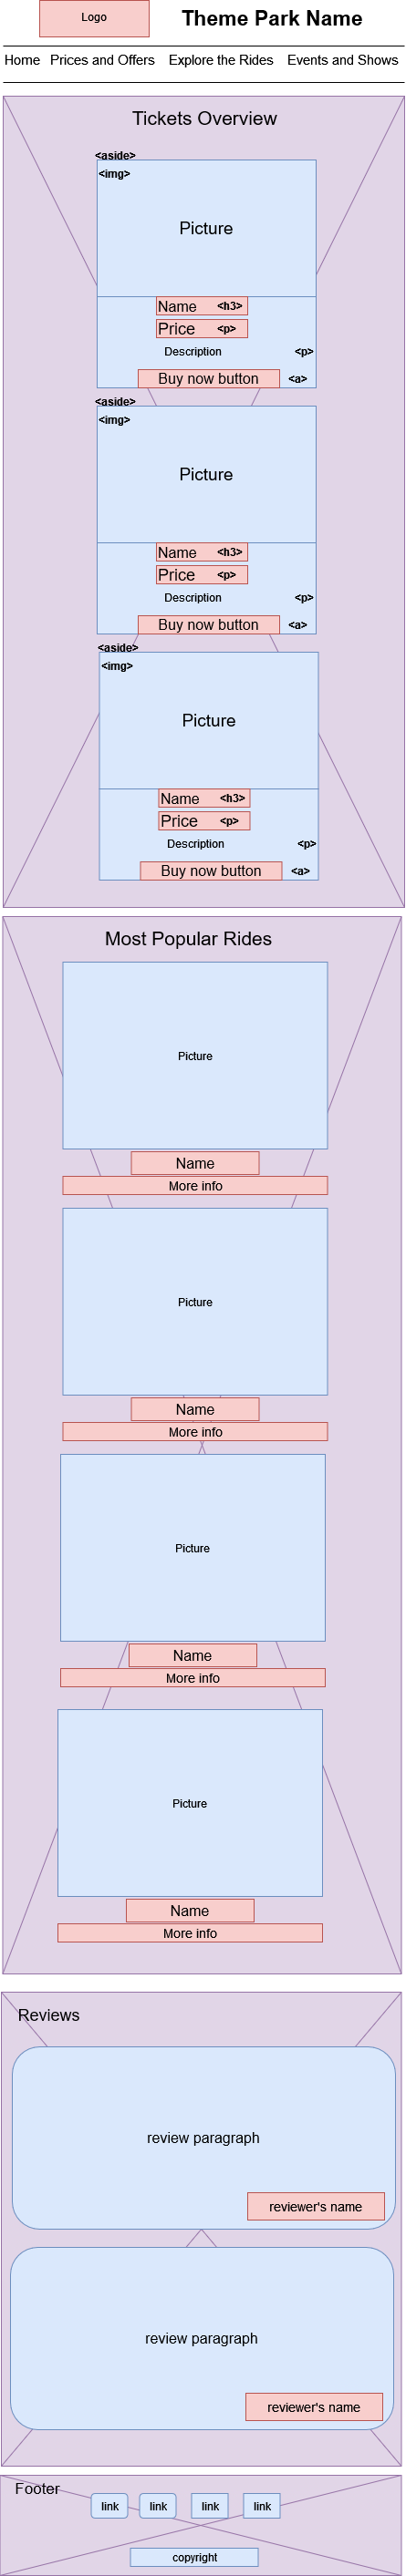 Logo
Theme Park Name
Home Prices and Offers Explore the Rides Events and Shows
Tickets Overview
<aside>
<img>
Picture
Name <h3>
Price <p>
Description <p>
Buy now button <a>
<aside>
<img>
Picture
Name <h3>
Price <p>
Description <p>
Buy now button <a>
<aside>
<img>
Picture
Name <h3>
Price <p>
Description <p>
Buy now button <a>
Most Popular Rides
Picture
Name
More info
Picture
Name
More info
Picture
Name
More info
Picture
Name
More info
Reviews
review paragraph
reviewer's name
review paragraph
reviewer's name
Footer
link link link link
copyright